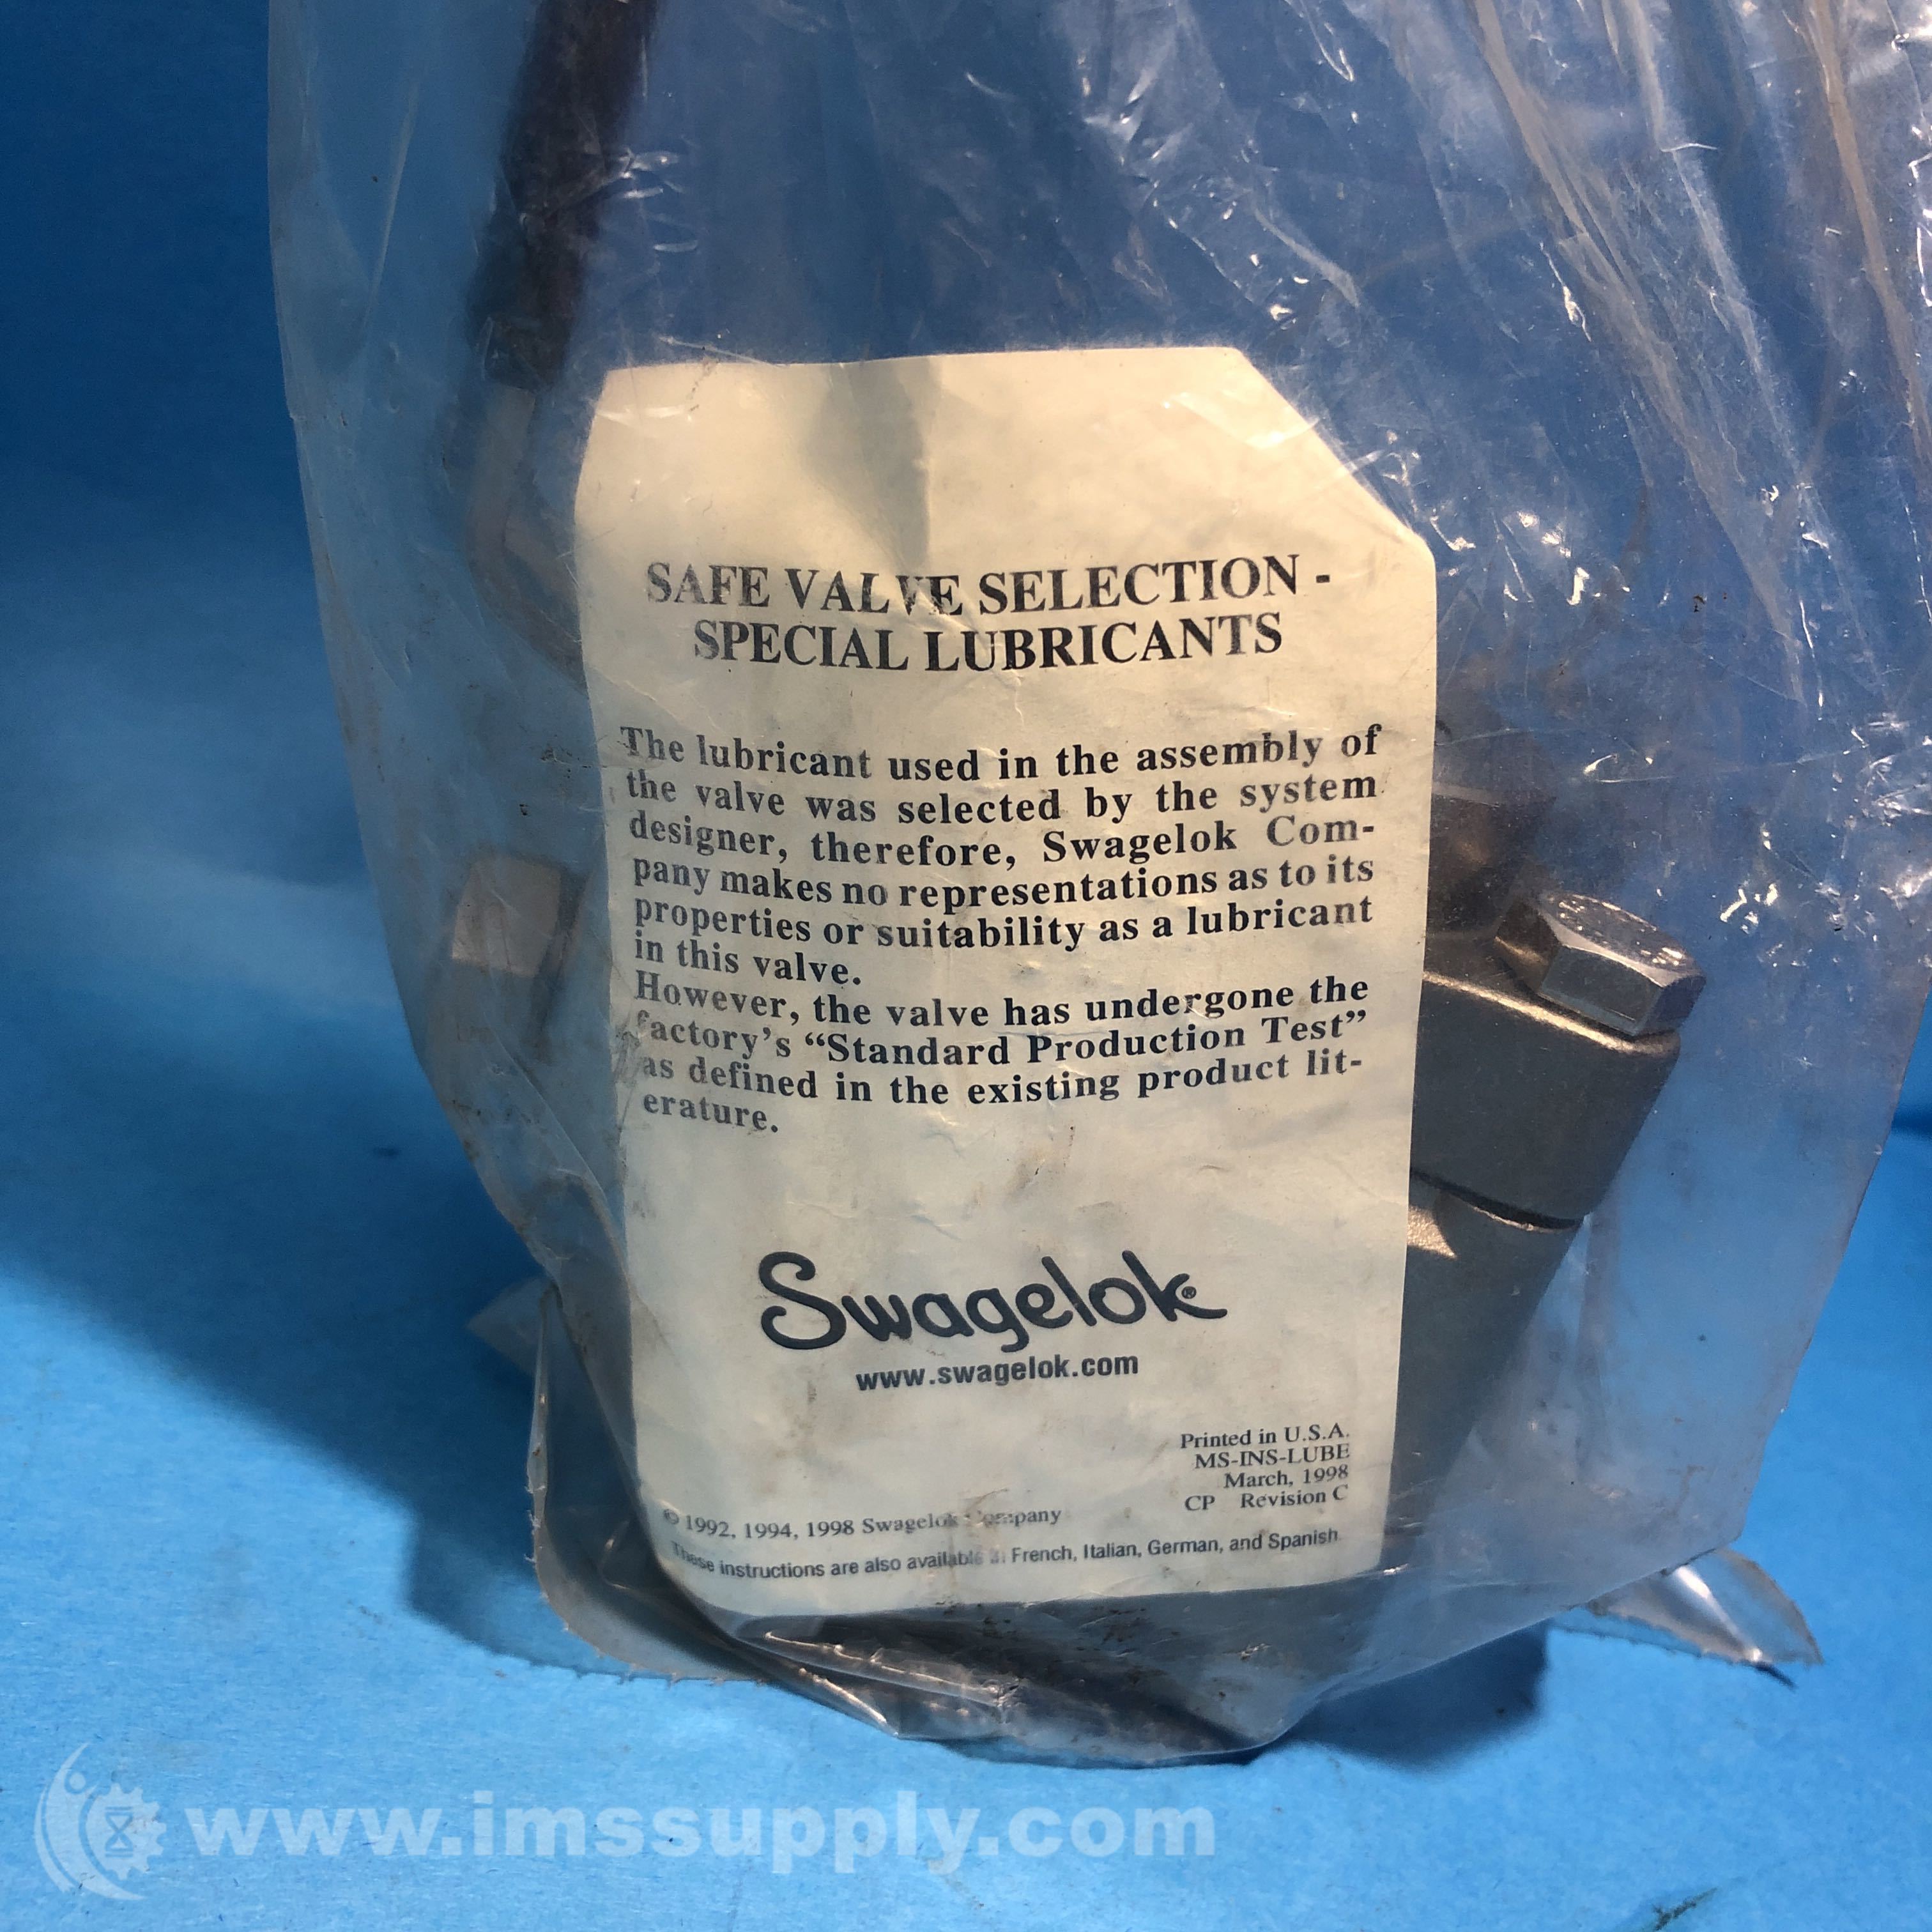 SAFE VALVE SELECTION -
SPECIAL LUBRICANTS
The lubricant used in the assembly of
the valve was selected by the system
designer, therefore, Swagelok Com-
pany makes no representations as to its
properties or suitability as a lubricant
in this valve.
However, the valve has undergone the
factory's “Standard Production Test”
as defined in the existing product lit-
erature.
Swagelok®
www.swagelok.com
Printed in U.S.A.
MS-INS-LUBE
March, 1998
CP Revision C
© 1992, 1994, 1998 Swagelok Company
These instructions are also available in French, Italian, German, and Spanish
www.imssupply.com